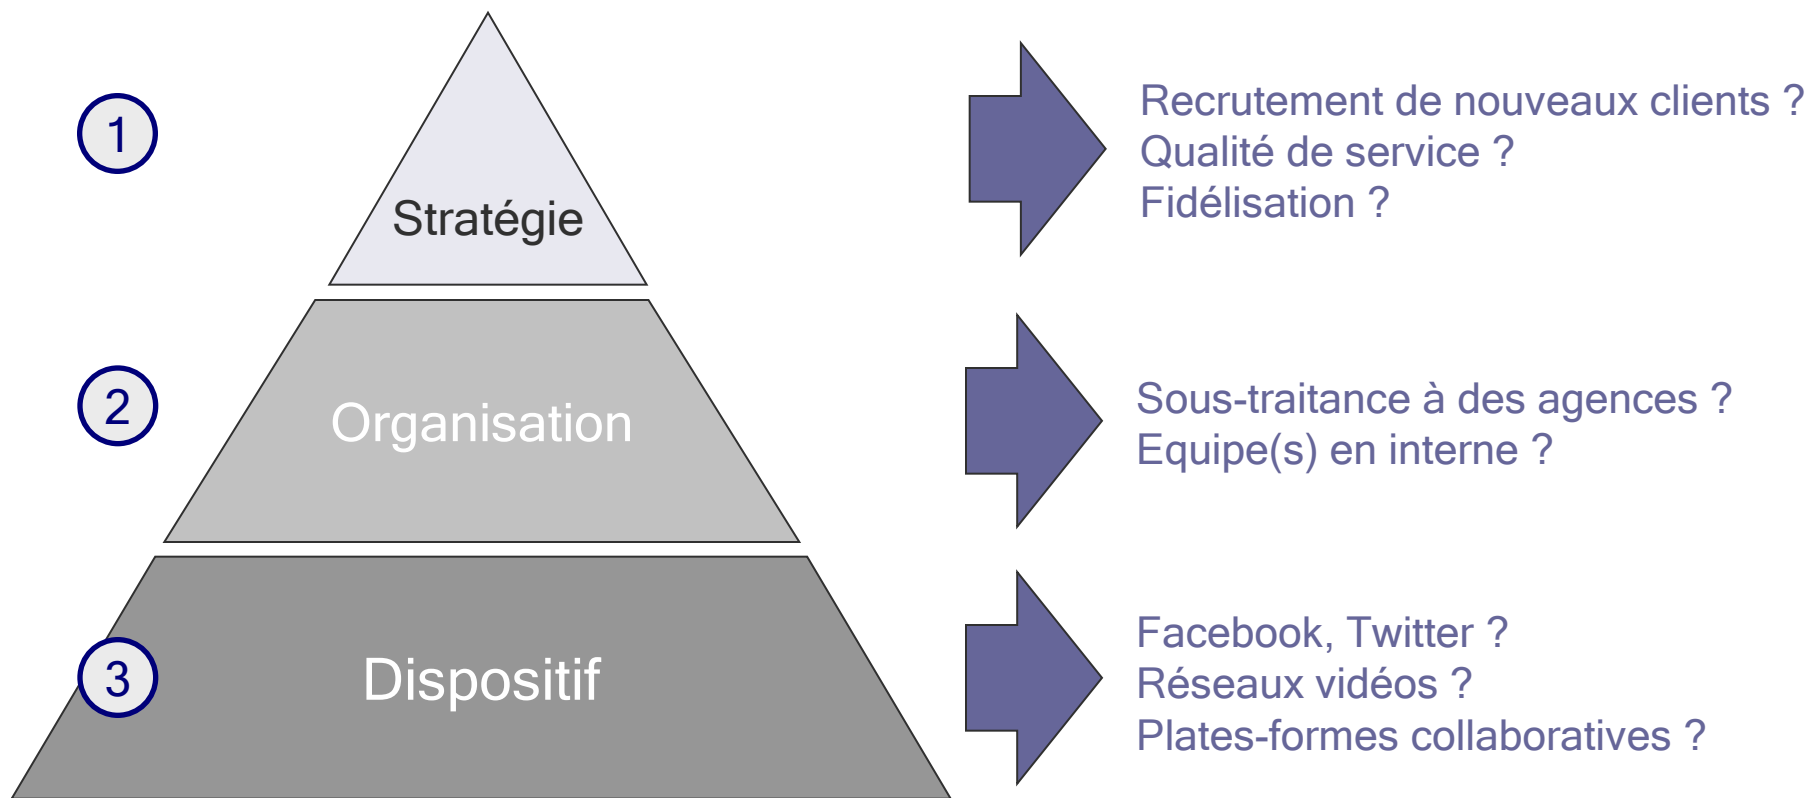 1
Stratégie
Recrutement de nouveaux clients ?
Qualité de service ?
Fidélisation ?
2
Organisation
Sous-traitance à des agences ?
Equipe(s) en interne ?
3
Dispositif
Facebook, Twitter ?
Réseaux vidéos ?
Plates-formes collaboratives ?